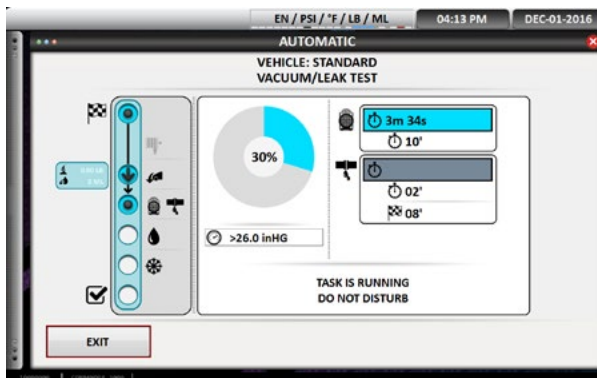 EN / PSI / °F / LB / ML
04:13 PM
DEC-01-2016
AUTOMATIC
VEHICLE: STANDARD
VACUUM/LEAK TEST
30%
>26.0 inHG
3m 34s
10'
02'
08'
TASK IS RUNNING
DO NOT DISTURB
EXIT